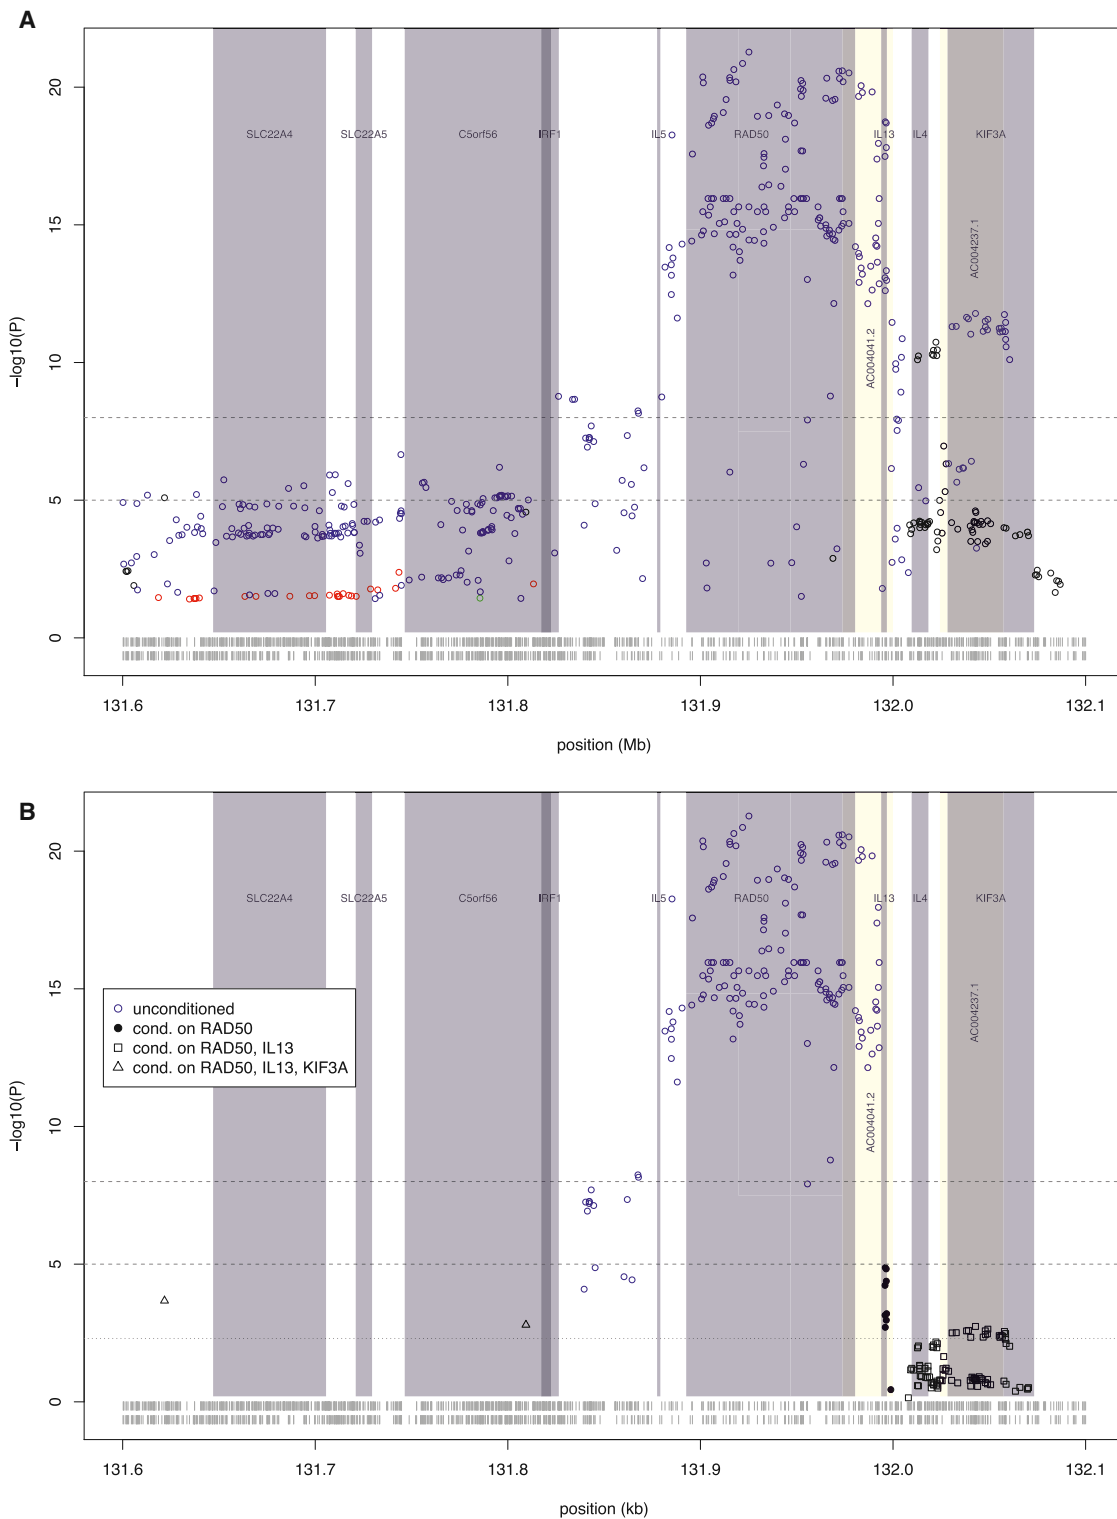 A
20
15
10
5
0
−log10(P)
SLC22A4
SLC22A5
C5orf56
IRF1
IL5
RAD50
IL13
IL4
KIF3A
AC004041.2
AC004237.1
131.6
131.7
131.8
131.9
132.0
132.1
position (Mb)
B
20
15
10
5
0
−log10(P)
SLC22A4
SLC22A5
C5orf56
IRF1
IL5
RAD50
IL13
IL4
KIF3A
AC004041.2
AC004237.1
unconditioned
cond. on RAD50
cond. on RAD50, IL13
cond. on RAD50, IL13, KIF3A
131.6
131.7
131.8
131.9
132.0
132.1
position (kb)